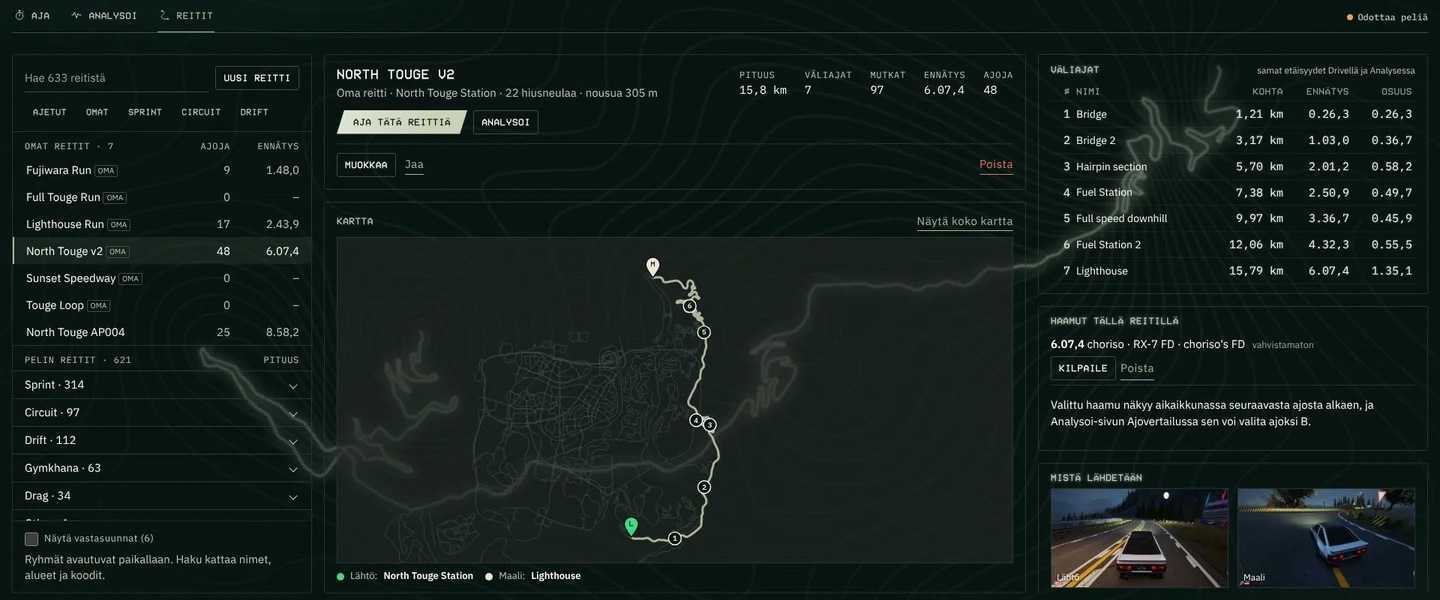 AJA ANALYSOI REITIT
Odottaa peliä
Hae 633 reitistä UUSI REITTI
AJETUT OMAT SPRINT CIRCUIT DRIFT
OMAT REITIT · 7 AJOJA ENNÄTYS
Fujiwara Run OMA 9 1.48,0
Full Touge Run OMA 0 –
Lighthouse Run OMA 17 2.43,9
North Touge v2 OMA 48 6.07,4
Sunset Speedway OMA 0 –
Touge Loop OMA 0 –
North Touge AP004 25 8.58,2
PELIN REITIT · 621 PITUUS
Sprint · 314
Circuit · 97
Drift · 112
Gymkhana · 63
Drag · 34
Näytä vastasuunnat (6)
Ryhmät avautuvat paikallaan. Haku kattaa nimet,
alueet ja koodit.
NORTH TOUGE V2
Oma reitti · North Touge Station · 22 hiusneulaa · nousua 305 m
PITUUS VÄLIAJAT MUTKAT ENNÄTYS AJOJA
15,8 km 7 97 6.07,4 48
AJA TÄTÄ REITTIÄ ANALYSOI
MUOKKAA Jaa Poista
KARTTA Näytä koko kartta
M
6
5
4 3
2
L
1
Lähtö: North Touge Station Maali: Lighthouse
VÄLIAJAT samat etäisyydet Drivellä ja Analysessa
# NIMI KOHTA ENNÄTYS OSUUS
1 Bridge 1,21 km 0.26,3 0.26,3
2 Bridge 2 3,17 km 1.03,0 0.36,7
3 Hairpin section 5,70 km 2.01,2 0.58,2
4 Fuel Station 7,38 km 2.50,9 0.49,7
5 Full speed downhill 9,97 km 3.36,7 0.45,9
6 Fuel Station 2 12,06 km 4.32,3 0.55,5
7 Lighthouse 15,79 km 6.07,4 1.35,1
HAAMUT TÄLLÄ REITILLÄ
6.07,4 choriso · RX-7 FD · choriso's FD vahvistamaton
KILPAILE Poista
Valittu haamu näkyy aikaikkunassa seuraavasta ajosta alkaen, ja
Analysoi-sivun Ajovertailussa sen voi valita ajoksi B.
MISTÄ LÄHDETÄÄN
Lähtö Maali